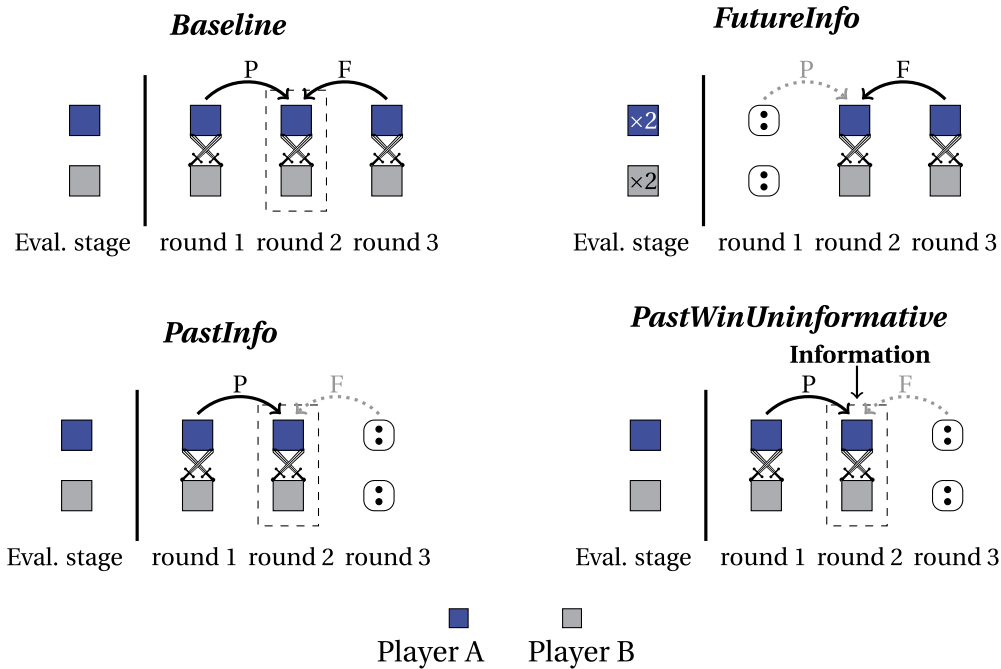 Baseline
P F
Eval. stage round 1 round 2 round 3
FutureInfo
P F
×2
×2
Eval. stage round 1 round 2 round 3
PastInfo
P F
Eval. stage round 1 round 2 round 3
PastWinUninformative
Information
P F
Eval. stage round 1 round 2 round 3
Player A Player B